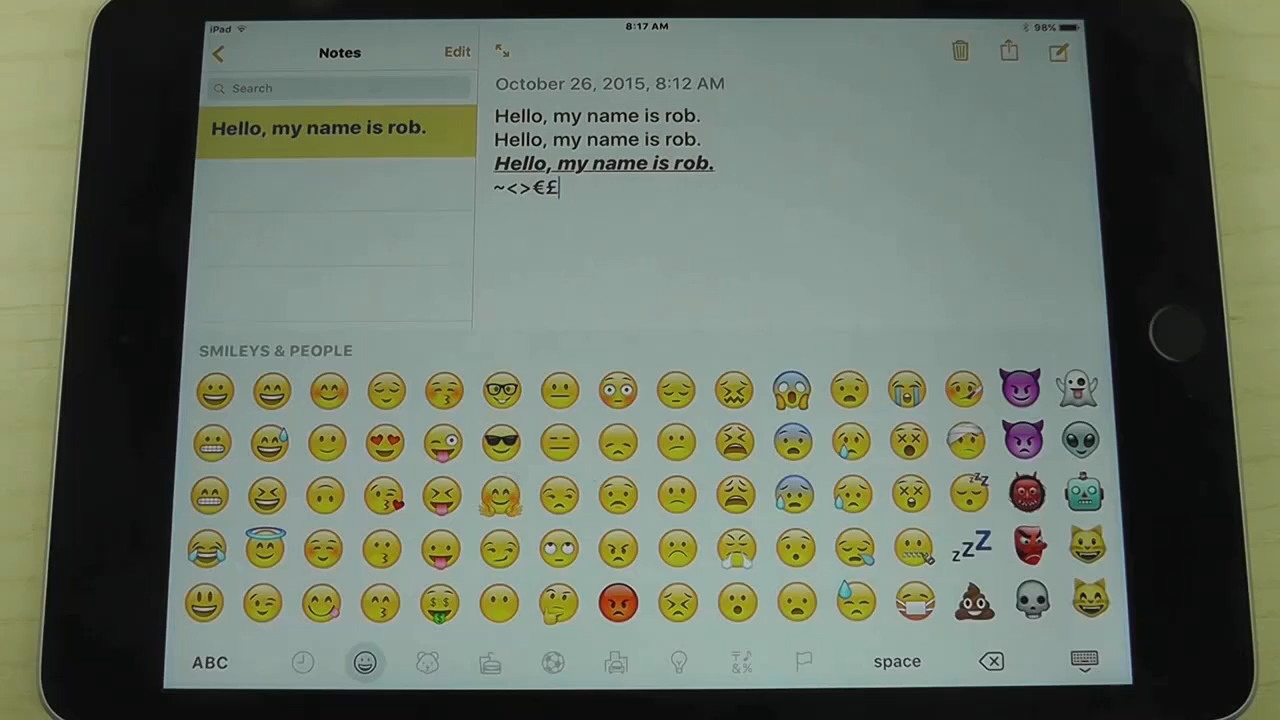 iPad
8:17 AM
98%
Notes
Edit
Search
October 26, 2015, 8:12 AM
Hello, my name is rob.
Hello, my name is rob.
Hello, my name is rob.
Hello, my name is rob.
~<>€£
SMILEYS & PEOPLE
ABC
space